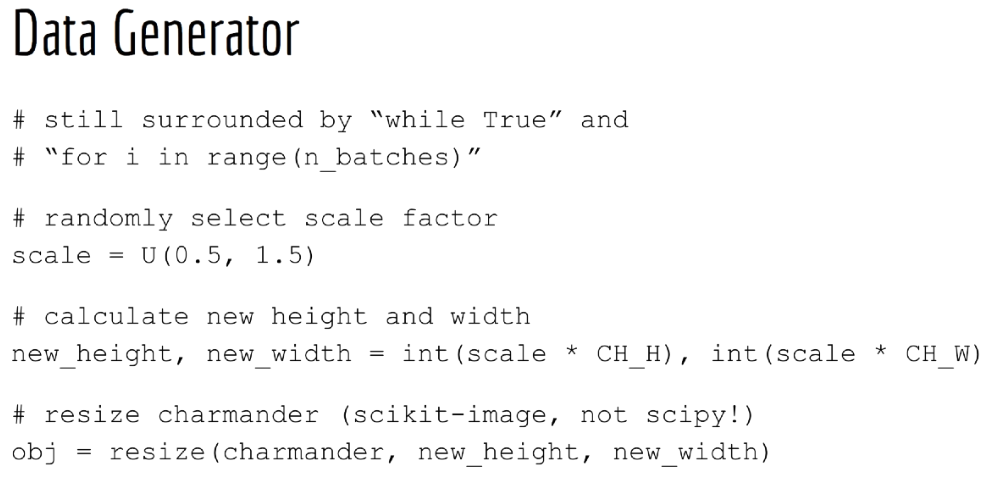 Data Generator
# still surrounded by “while True” and
# “for i in range(n_batches)”
# randomly select scale factor
scale = U(0.5, 1.5)
# calculate new height and width
new_height, new_width = int(scale * CH_H), int(scale * CH_W)
# resize charmander (scikit-image, not scipy!)
obj = resize(charmander, new_height, new_width)